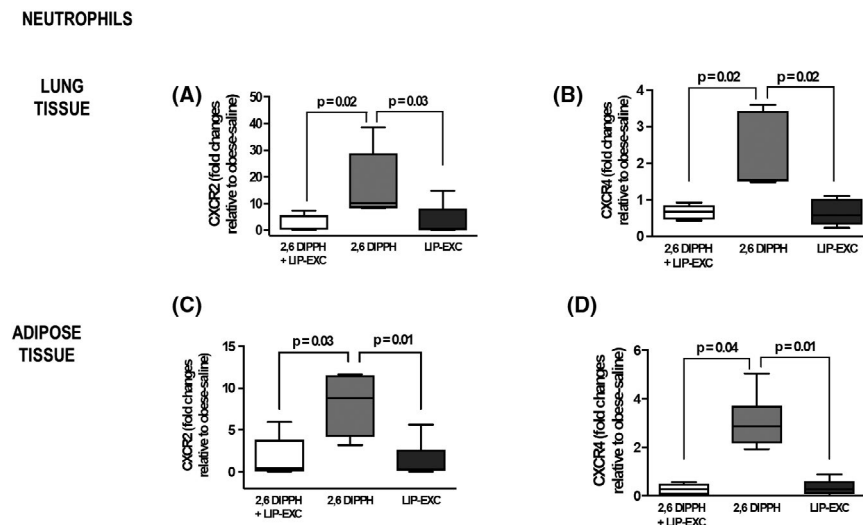 NEUTROPHILS
LUNG
TISSUE
(A)
CXCR2 (fold changes
relative to obese-saline)
50
40
30
20
10
0
p = 0.02
p = 0.03
2,6 DIPPH
+ LIP-EXC
2,6 DIPPH
LIP-EXC
(B)
CXCR4 (fold changes
relative to obese-saline)
4
3
2
1
0
p = 0.02
p = 0.02
2,6 DIPPH
+ LIP-EXC
2,6 DIPPH
LIP-EXC
ADIPOSE
TISSUE
(C)
CXCR2 (fold changes
relative to obese-saline)
15
10
5
0
p = 0.03
p = 0.01
2,6 DIPPH
+ LIP-EXC
2,6 DIPPH
LIP-EXC
(D)
CXCR4 (fold changes
relative to obese-saline)
6
4
2
0
p = 0.04
p = 0.01
2,6 DIPPH
+ LIP-EXC
2,6 DIPPH
LIP-EXC